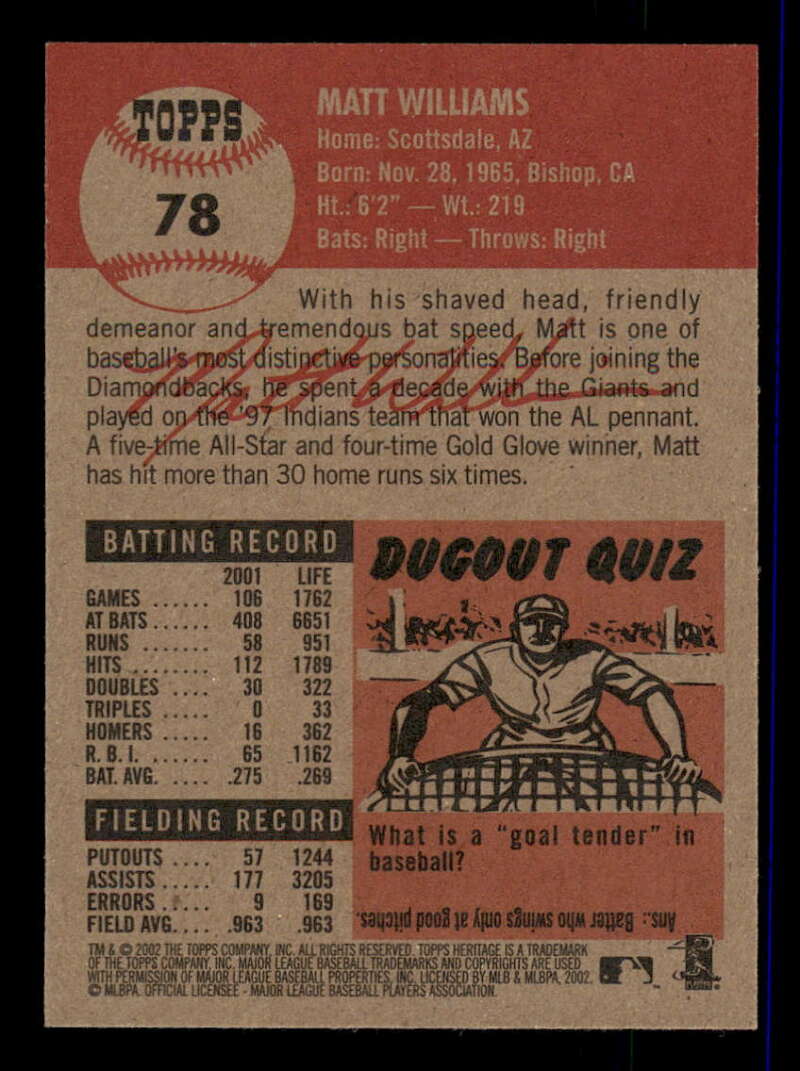 TOPPS
78
MATT WILLIAMS
Home: Scottsdale, AZ
Born: Nov. 28, 1965, Bishop, CA
Ht.: 6'2" — Wt.: 219
Bats: Right — Throws: Right
With his shaved head, friendly
demeanor and tremendous bat speed, Matt is one of
baseball's most distinctive personalities. Before joining the
Diamondbacks, he spent a decade with the Giants and
played on the '97 Indians team that won the AL pennant.
A five-time All-Star and four-time Gold Glove winner, Matt
has hit more than 30 home runs six times.
BATTING RECORD
2001 LIFE
GAMES ...... 106 1762
AT BATS ...... 408 6651
RUNS ....... 58 951
HITS ........ 112 1789
DOUBLES .... 30 322
TRIPLES ..... 0 33
HOMERS ..... 16 362
R. B. I. ...... 65 1162
BAT. AVG. .... .275 .269
FIELDING RECORD
PUTOUTS .... 57 1244
ASSISTS ..... 177 3205
ERRORS ..... 9 169
FIELD AVG. ... .963 .963
DUGOUT QUIZ
What is a "goal tender" in
baseball?
Ans.: Batter who swings only at good pitches.
TM & © 2002 THE TOPPS COMPANY, INC. ALL RIGHTS RESERVED. TOPPS HERITAGE IS A TRADEMARK
OF THE TOPPS COMPANY, INC. MAJOR LEAGUE BASEBALL TRADEMARKS AND COPYRIGHTS ARE USED
WITH PERMISSION OF MAJOR LEAGUE BASEBALL PROPERTIES, INC. LICENSED BY MLB & MLBPA, 2002.
© MLBPA. OFFICIAL LICENSEE - MAJOR LEAGUE BASEBALL PLAYERS ASSOCIATION.